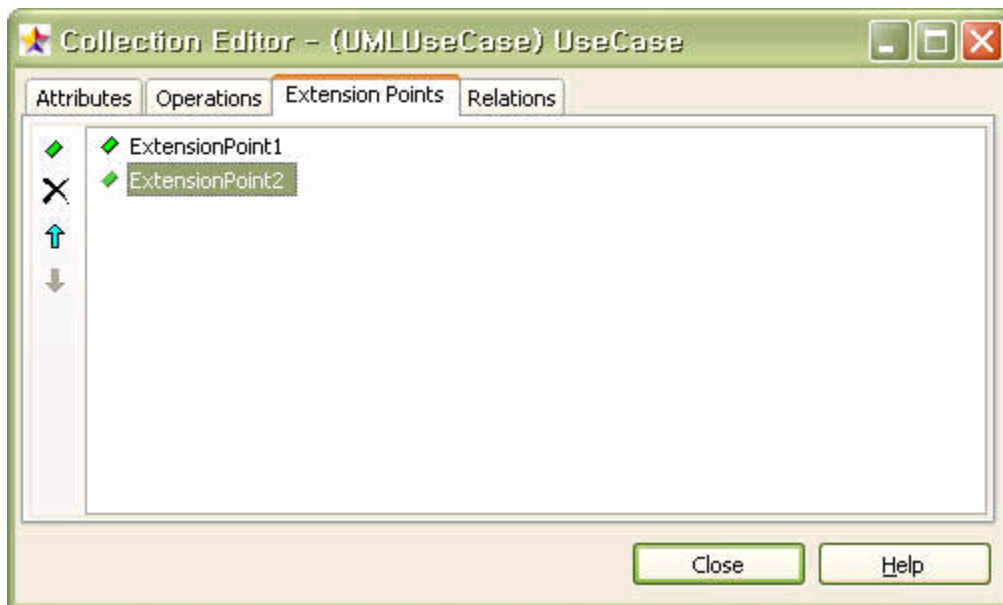 Collection Editor - (UMLUseCase) UseCase
Attributes Operations Extension Points Relations
ExtensionPoint1
ExtensionPoint2
Close Help